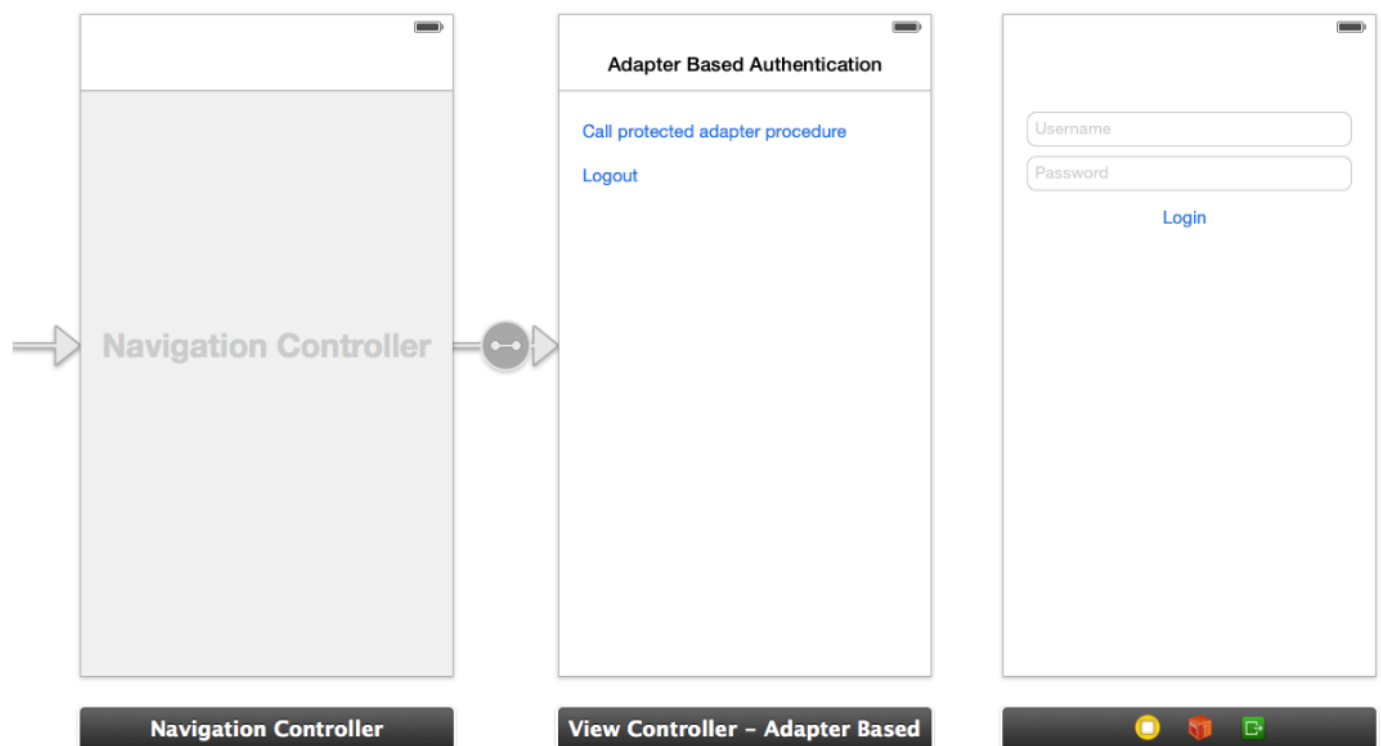 Navigation Controller
Navigation Controller
Adapter Based Authentication
Call protected adapter procedure
Logout
View Controller – Adapter Based
Username
Password
Login